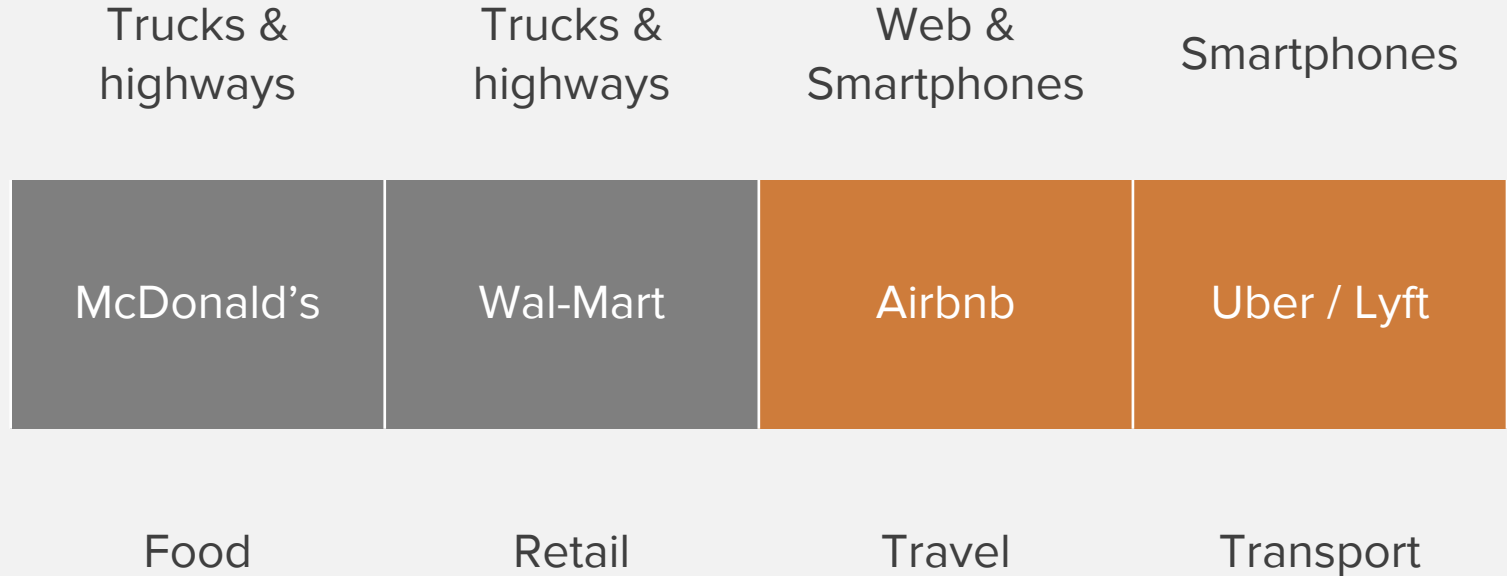 Trucks &
highways
Trucks &
highways
Web &
Smartphones
Smartphones
McDonald’s
Wal-Mart
Airbnb
Uber / Lyft
Food
Retail
Travel
Transport